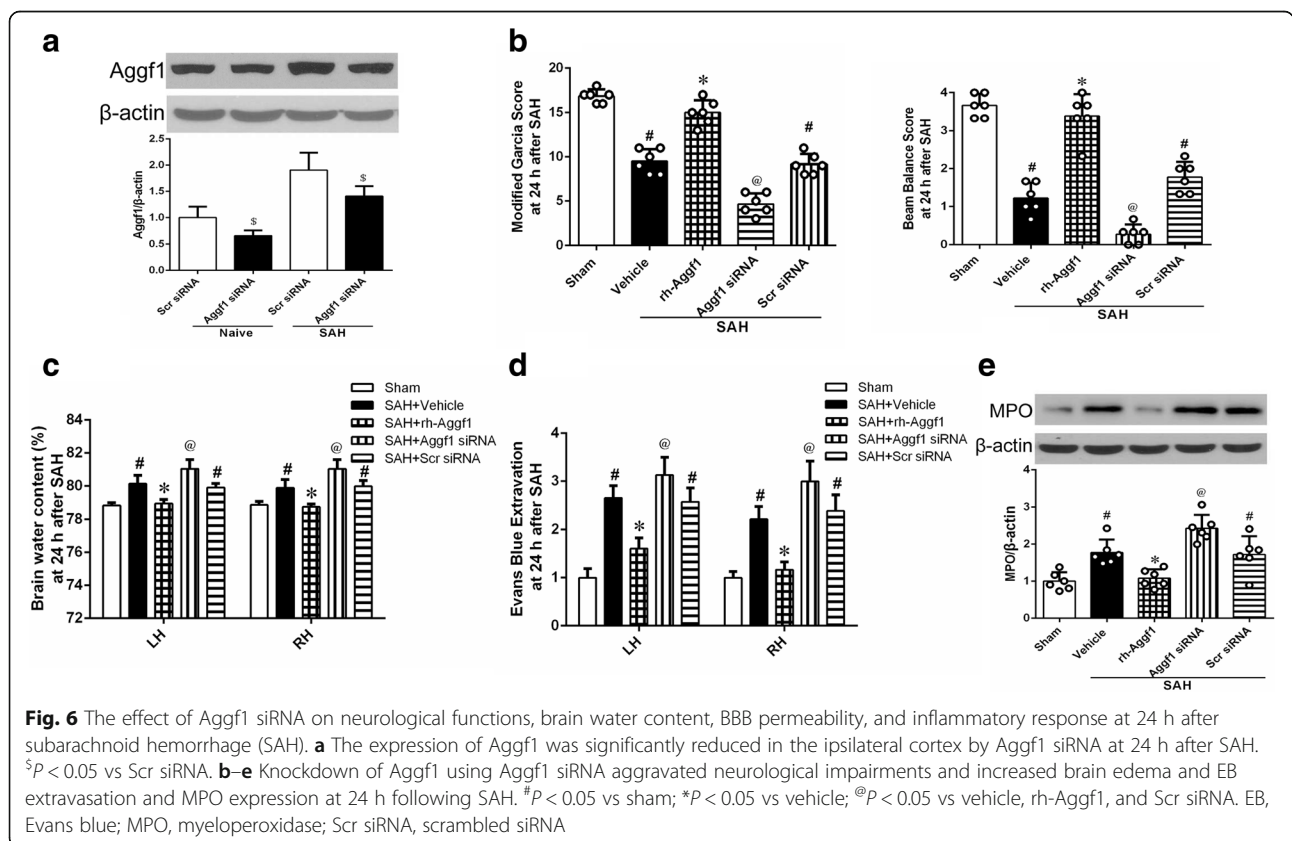 a
Aggf1
β-actin
Aggf1/β-actin
2.5
2.0
1.5
1.0
0.5
0.0
$
$
Scr siRNA
Aggf1 siRNA
Scr siRNA
Aggf1 siRNA
Naive
SAH
b
Modified Garcia Score
at 24 h after SAH
20
15
10
5
0
#
*
@
#
Sham
Vehicle
rh-Aggf1
Aggf1 siRNA
Scr siRNA
SAH
Beam Balance Score
at 24 h after SAH
4
3
2
1
0
#
*
@
#
Sham
Vehicle
rh-Aggf1
Aggf1 siRNA
Scr siRNA
SAH
c
Brain water content (%)
at 24 h after SAH
84
82
80
78
76
74
72
#
*
@
#
#
*
@
#
LH
RH
Sham
SAH+Vehicle
SAH+rh-Aggf1
SAH+Aggf1 siRNA
SAH+Scr siRNA
d
Evans Blue Extravation
at 24 h after SAH
4
3
2
1
0
#
*
@
#
#
*
@
#
LH
RH
Sham
SAH+Vehicle
SAH+rh-Aggf1
SAH+Aggf1 siRNA
SAH+Scr siRNA
e
MPO
β-actin
MPO/β-actin
4
3
2
1
0
#
*
@
#
Sham
Vehicle
rh-Aggf1
Aggf1 siRNA
Scr siRNA
SAH
Fig. 6 The effect of Aggf1 siRNA on neurological functions, brain water content, BBB permeability, and inflammatory response at 24 h after
subarachnoid hemorrhage (SAH). a The expression of Aggf1 was significantly reduced in the ipsilateral cortex by Aggf1 siRNA at 24 h after SAH.
$P < 0.05 vs Scr siRNA. b–e Knockdown of Aggf1 using Aggf1 siRNA aggravated neurological impairments and increased brain edema and EB
extravasation and MPO expression at 24 h following SAH. #P < 0.05 vs sham; *P < 0.05 vs vehicle; @P < 0.05 vs vehicle, rh-Aggf1, and Scr siRNA. EB,
Evans blue; MPO, myeloperoxidase; Scr siRNA, scrambled siRNA